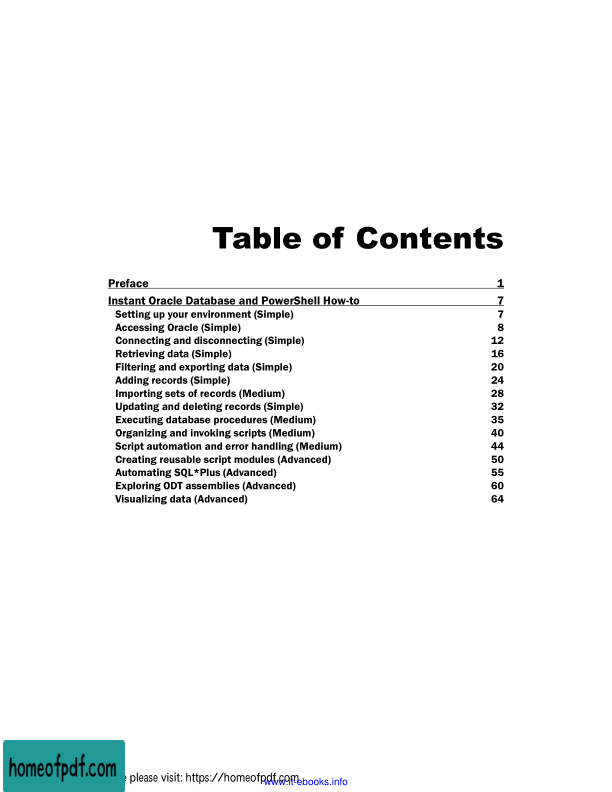 Table of Contents
Preface 1
Instant Oracle Database and PowerShell How-to 7
Setting up your environment (Simple) 7
Accessing Oracle (Simple) 8
Connecting and disconnecting (Simple) 12
Retrieving data (Simple) 16
Filtering and exporting data (Simple) 20
Adding records (Simple) 24
Importing sets of records (Medium) 28
Updating and deleting records (Simple) 32
Executing database procedures (Medium) 35
Organizing and invoking scripts (Medium) 40
Script automation and error handling (Medium) 44
Creating reusable script modules (Advanced) 50
Automating SQL*Plus (Advanced) 55
Exploring ODT assemblies (Advanced) 60
Visualizing data (Advanced) 64
homeofpdf.com
please visit: https://homeofpdf.com
www.it-ebooks.info